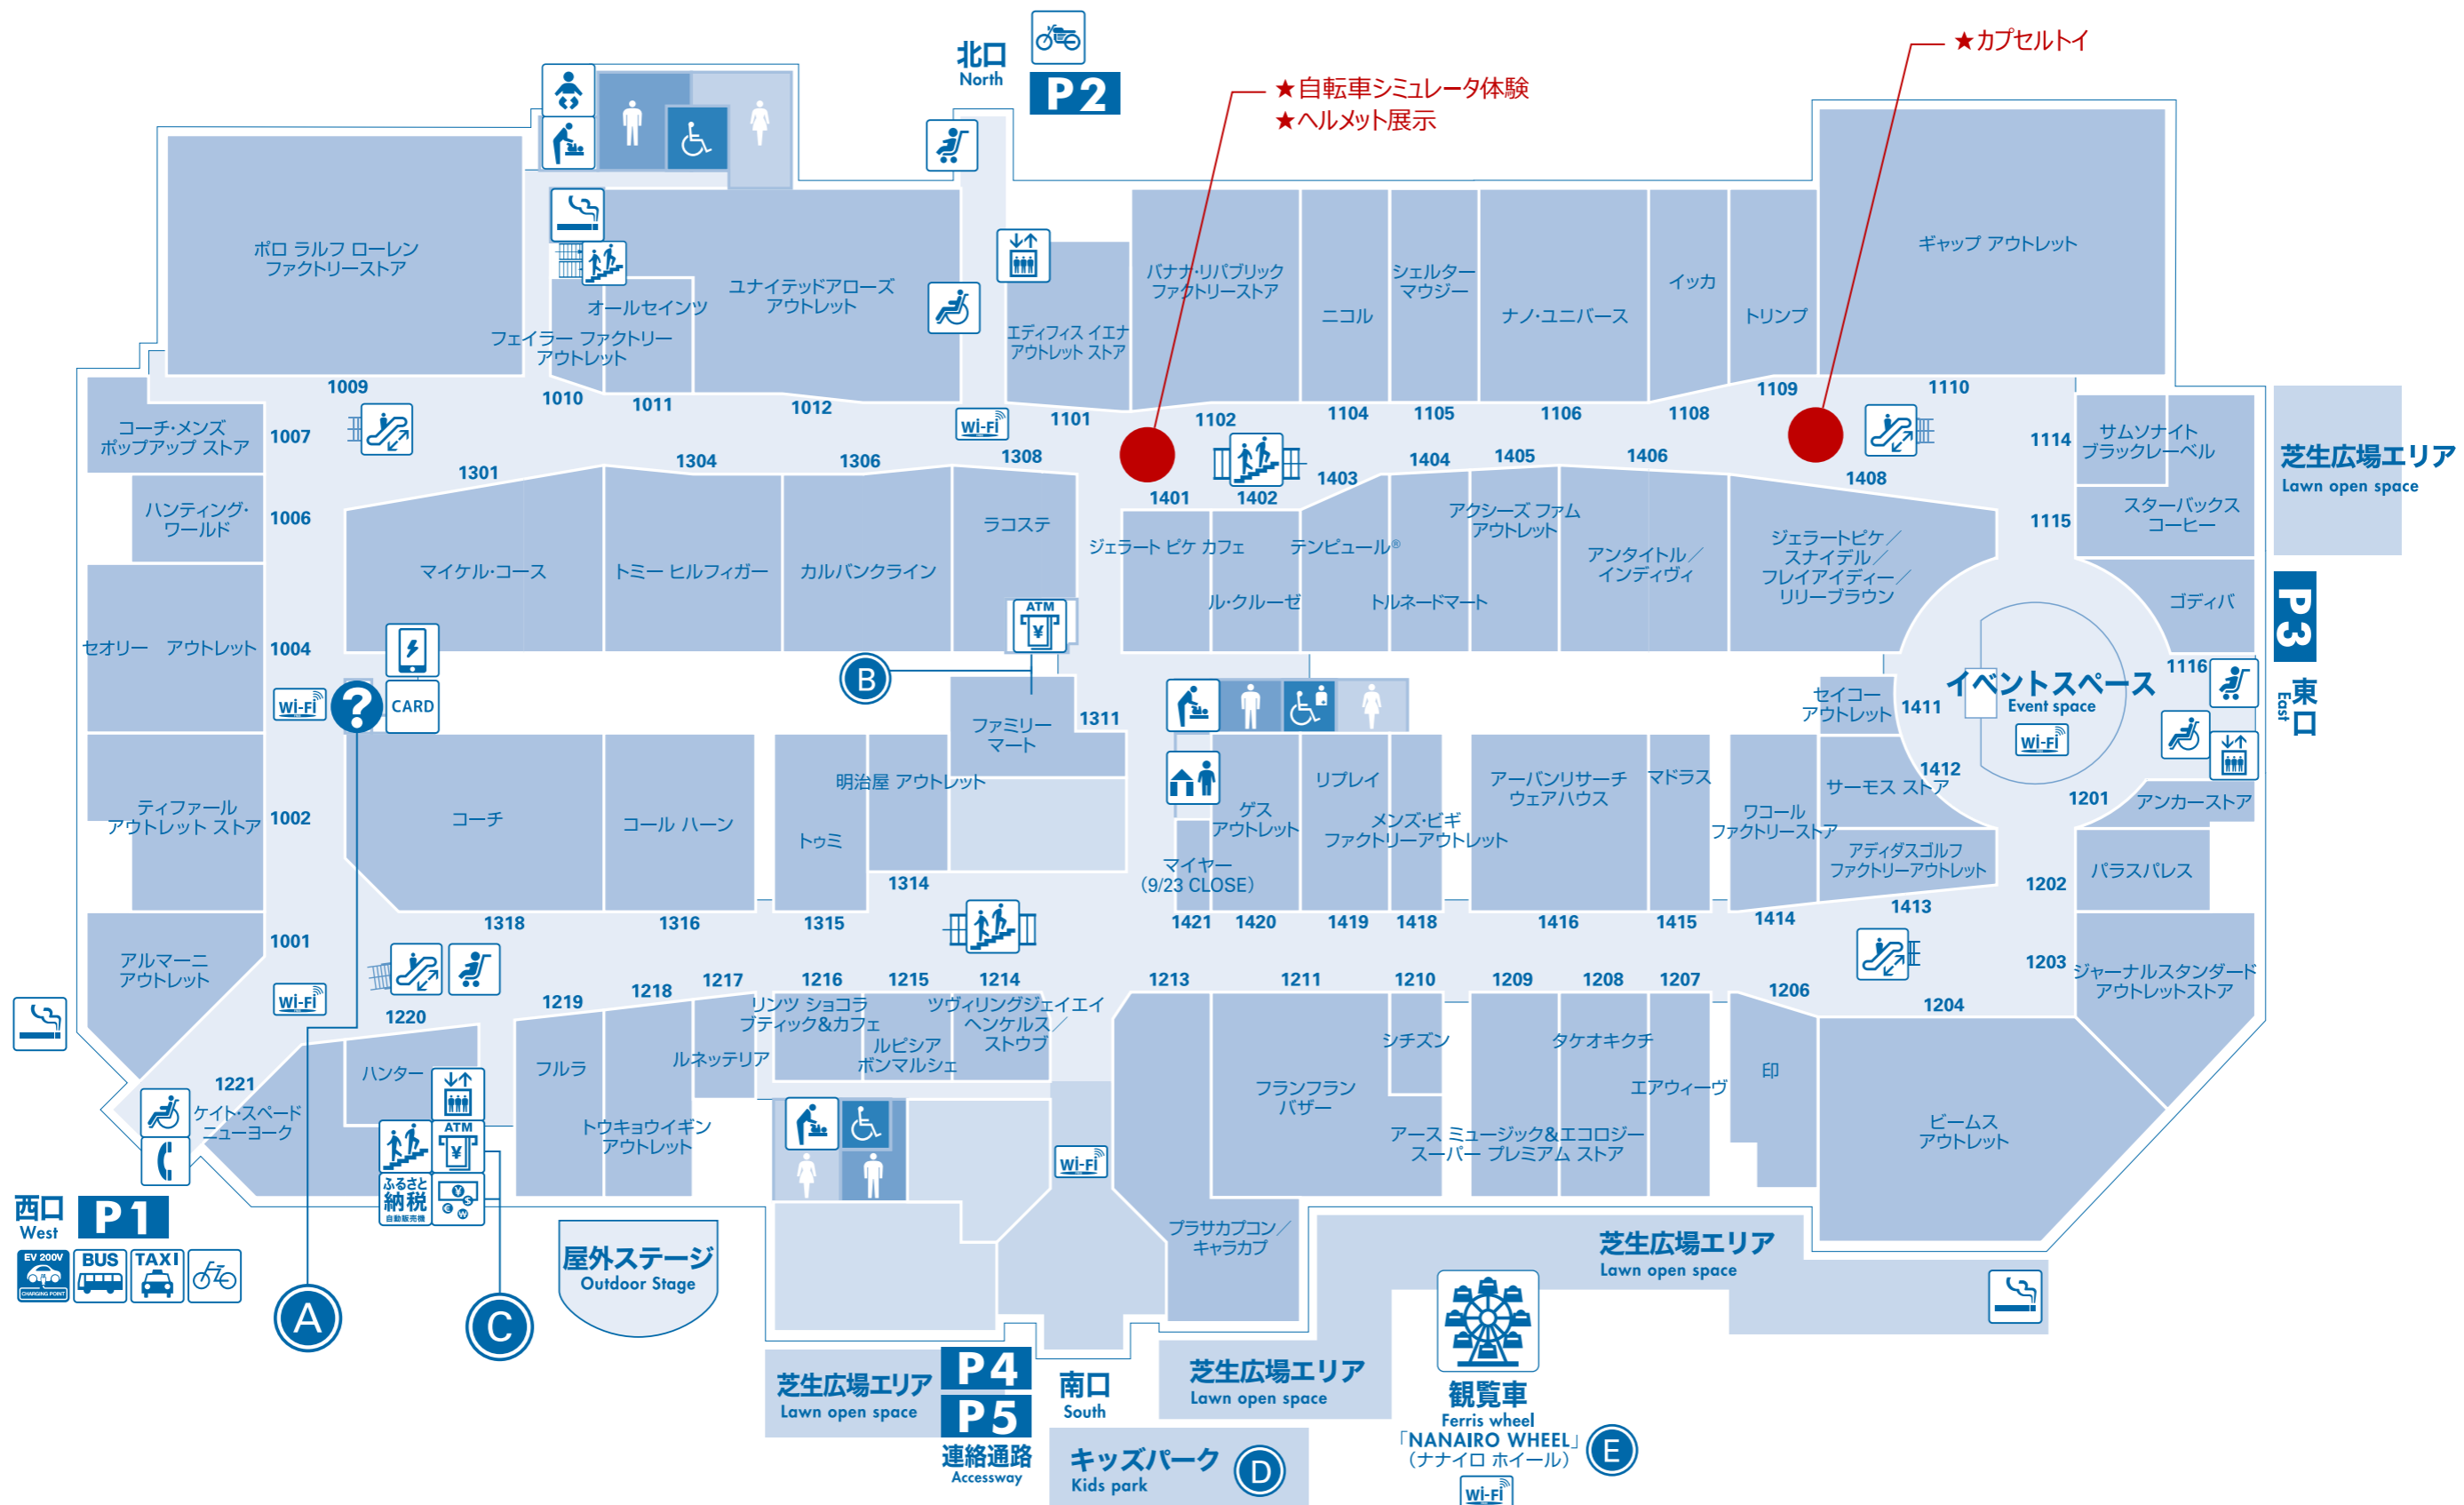 北口
North
P2
★カプセルトイ
★自転車シミュレータ体験
★ヘルメット展示
ポロ ラルフ ローレン
ファクトリーストア
1009
フェイラー ファクトリー
アウトレット
1010
オールセインツ
1011
ユナイテッドアローズ
アウトレット
1012
Wi-Fi
エディフィス イエナ
アウトレット ストア
1101
バナナ・リパブリック
ファクトリーストア
1102
ニコル
1104
シェルター
マウジー
1105
ナノ・ユニバース
1106
イッカ
1108
トリンプ
1109
ギャップ アウトレット
1110
コーチ・メンズ
ポップアップ ストア
1007
ハンティング・
ワールド
1006
セオリー アウトレット
1004
Wi-Fi
?
CARD
ティファール
アウトレット ストア
1002
アルマーニ
アウトレット
1001
Wi-Fi
1301
マイケル・コース
1304
トミー ヒルフィガー
1306
カルバンクライン
1308
ラコステ
ATM
¥
B
ファミリー
マート
1311
1401
ジェラート ピケ カフェ
1402
ル・クルーゼ
1403
テンピュール®
1404
トルネードマート
1405
アクシーズ ファム
アウトレット
1406
アンタイトル／
インディヴィ
1408
ジェラートピケ／
スナイデル／
フレイアイディー／
リリーブラウン
1114
サムソナイト
ブラックレーベル
1115
スターバックス
コーヒー
ゴディバ
1116
芝生広場エリア
Lawn open space
P3
東口
East
イベントスペース
Event space
Wi-Fi
セイコー
アウトレット
1411
1412
サーモス ストア
1201
アンカーストア
1202
パラスパレス
1203
ジャーナルスタンダード
アウトレットストア
コーチ
1318
コール ハーン
1316
トゥミ
1315
明治屋 アウトレット
1314
マイヤー
（9/23 CLOSE）
1421
ゲス
アウトレット
1420
リプレイ
1419
メンズ・ビギ
ファクトリーアウトレット
1418
アーバンリサーチ
ウェアハウス
1416
マドラス
1415
ワコール
ファクトリーストア
1414
アディダスゴルフ
ファクトリーアウトレット
1413
1221
ケイト・スペード
ニューヨーク
1220
ハンター
1219
フルラ
1218
トウキョウイギン
アウトレット
1217
ルネッテリア
1216
リンツ ショコラ
ブティック&カフェ
1215
ルピシア
ボンマルシェ
1214
ツヴィリングジェイエイ
ヘンケルス／
ストウブ
1213
プラサカプコン／
キャラカプ
1211
フランフラン
バザー
1210
シチズン
1209
アース ミュージック&エコロジー
スーパー プレミアム ストア
1208
タケオキクチ
1207
エアウィーヴ
1206
印
1204
ビームス
アウトレット
Wi-Fi
ATM
¥
ふるさと
納税
自動販売機
西口
West
P1
EV 200V
CHARGING POINT
BUS
TAXI
A
C
屋外ステージ
Outdoor Stage
芝生広場エリア
Lawn open space
P4
P5
連絡通路
Accessway
南口
South
芝生広場エリア
Lawn open space
芝生広場エリア
Lawn open space
キッズパーク
Kids park
D
観覧車
Ferris wheel
「NANAIRO WHEEL」
（ナナイロ ホイール）
E
Wi-Fi